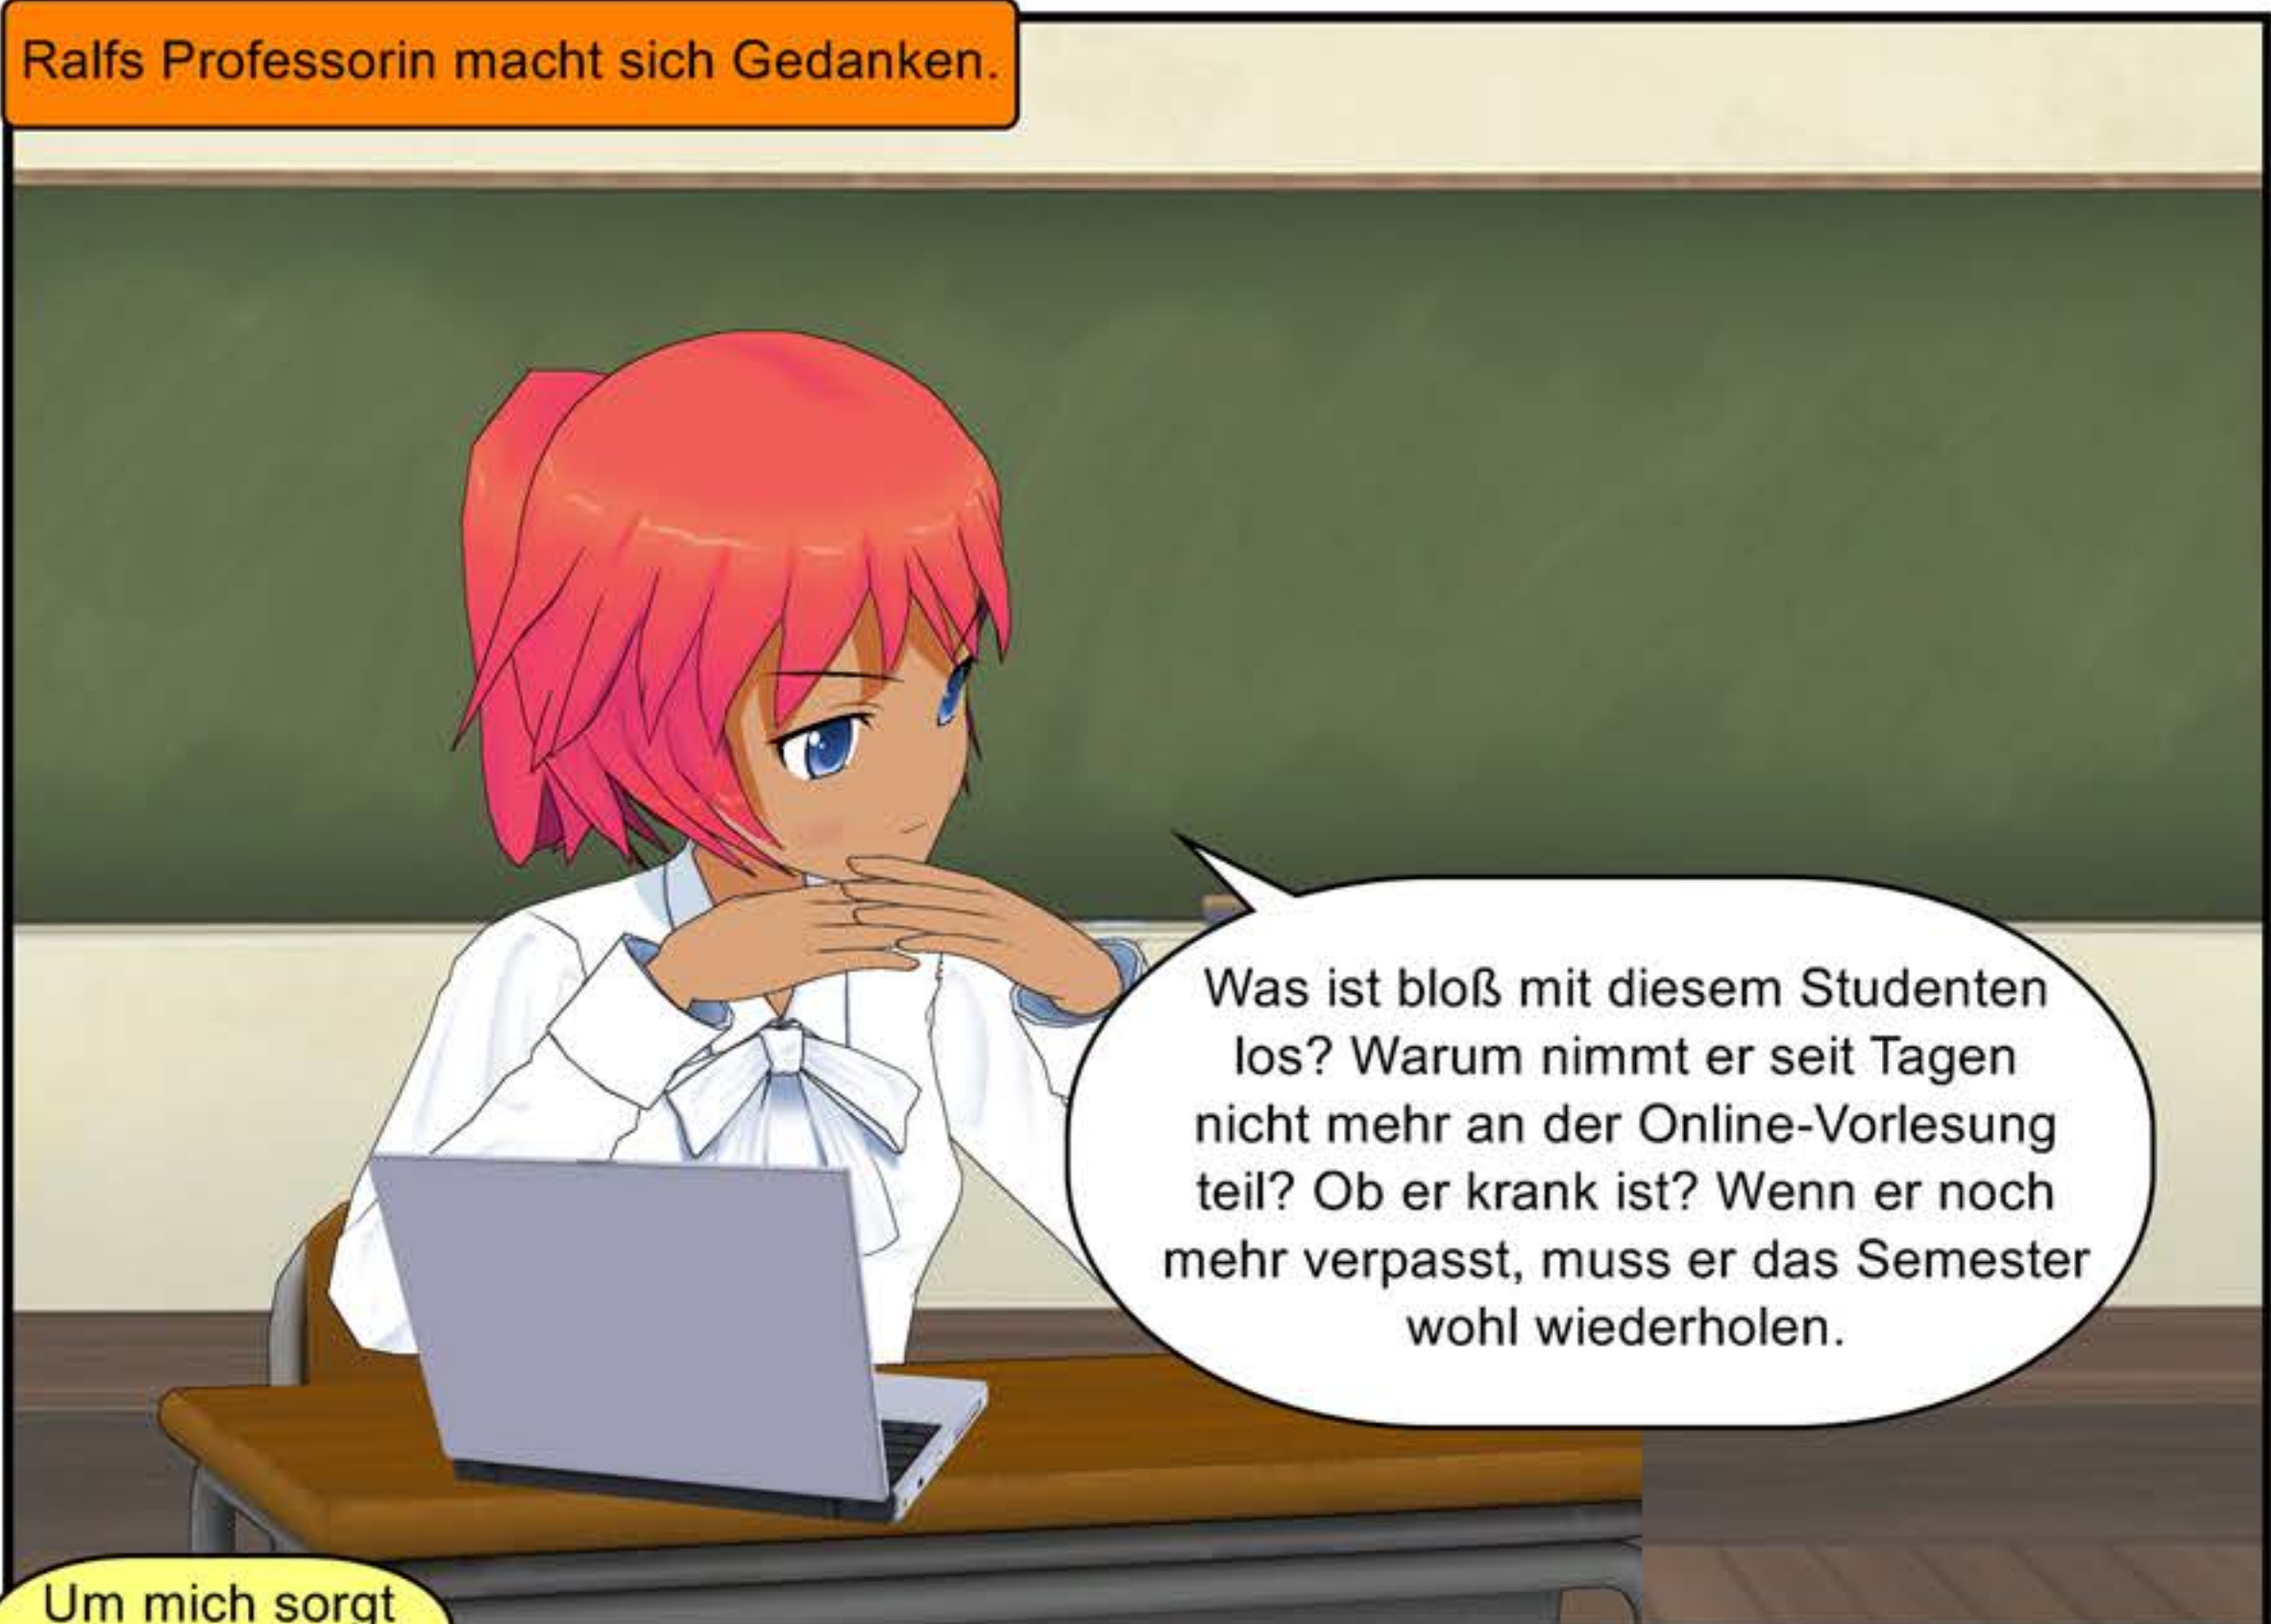 Ralfs Professorin macht sich Gedanken.
Was ist bloß mit diesem Studenten
los? Warum nimmt er seit Tagen
nicht mehr an der Online-Vorlesung
teil? Ob er krank ist? Wenn er noch
mehr verpasst, muss er das Semester
wohl wiederholen.
Um mich sorgt